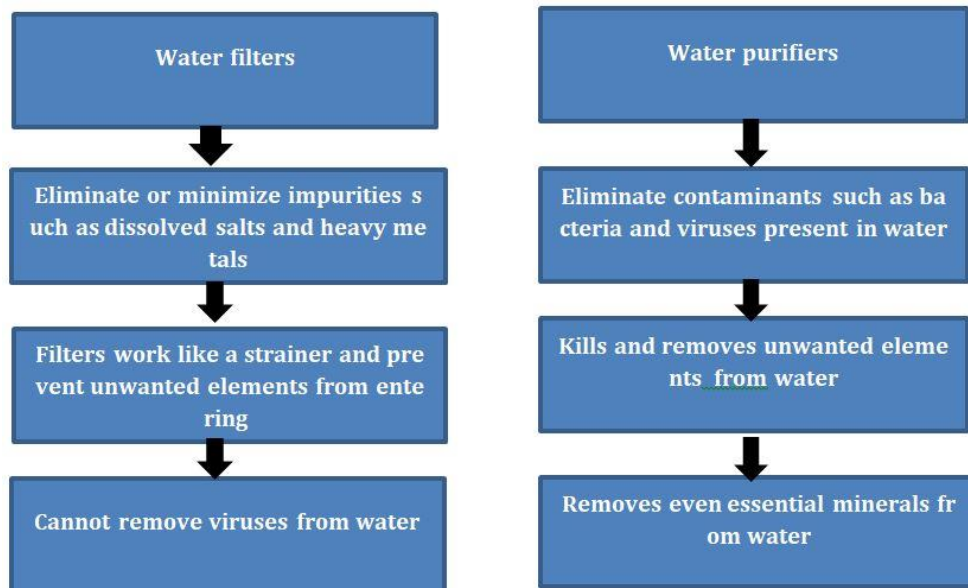 Water filters
Eliminate or minimize impurities s
uch as dissolved salts and heavy me
tals
Filters work like a strainer and pre
vent unwanted elements from ente
ring
Cannot remove viruses from water
Water purifiers
Eliminate contaminants such as ba
cteria and viruses present in water
Kills and removes unwanted eleme
nts from water
Removes even essential minerals fr
om water